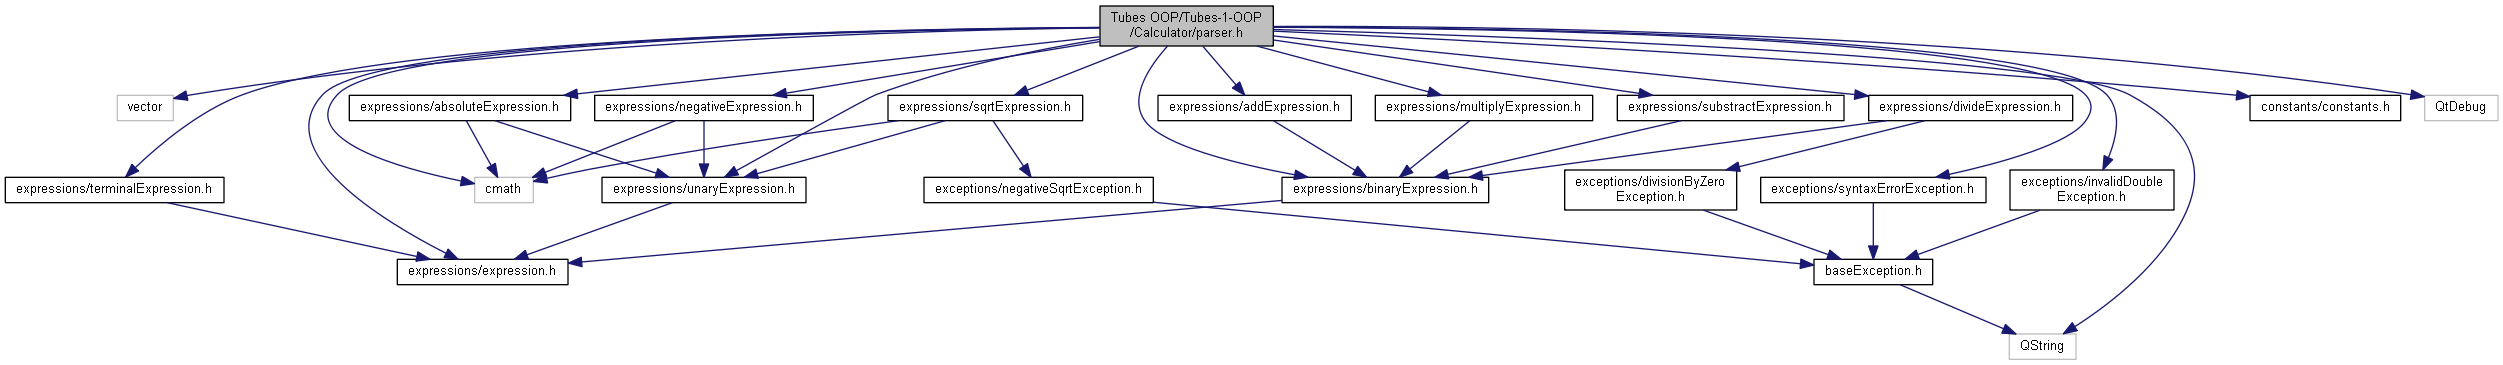 Tubes OOP/Tubes-1-OOP
/Calculator/parser.h
vector
expressions/absoluteExpression.h
expressions/negativeExpression.h
expressions/sqrtExpression.h
expressions/addExpression.h
expressions/multiplyExpression.h
expressions/substractExpression.h
expressions/divideExpression.h
constants/constants.h
QtDebug
expressions/terminalExpression.h
cmath
expressions/unaryExpression.h
exceptions/negativeSqrtException.h
expressions/binaryExpression.h
exceptions/divisionByZero
Exception.h
exceptions/syntaxErrorException.h
exceptions/invalidDouble
Exception.h
expressions/expression.h
baseException.h
QString